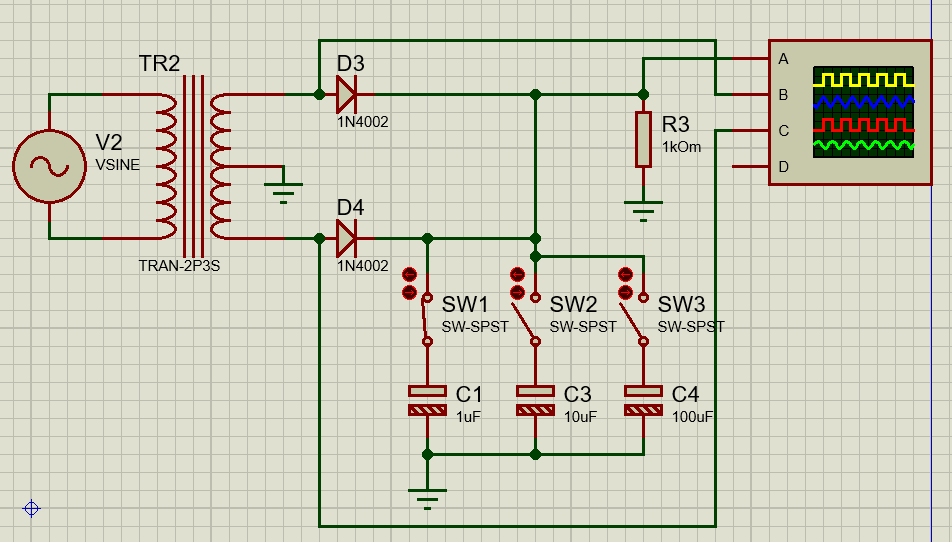 TR2
TRAN-2P3S
V2
VSINE
D3
1N4002
D4
1N4002
R3
1kOm
A
B
C
D
SW1
SW-SPST
SW2
SW-SPST
SW3
SW-SPST
C1
1uF
C3
10uF
C4
100uF